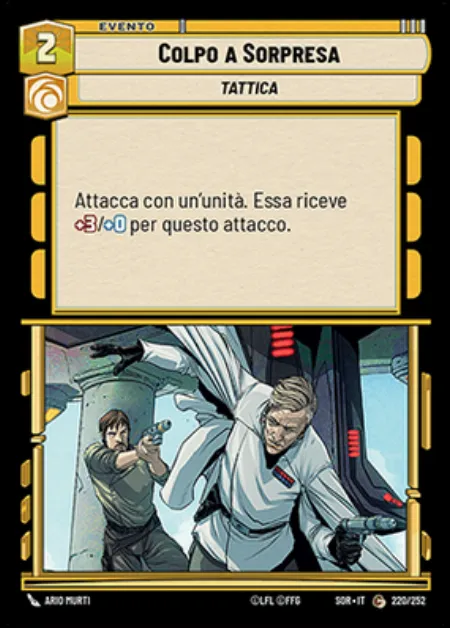 EVENTO
2
COLPO A SORPRESA
TATTICA
Attacca con un'unità. Essa riceve
+3/+0 per questo attacco.
ARIO MURTI
©LFL ©FFG
SOR•IT
C
220/252